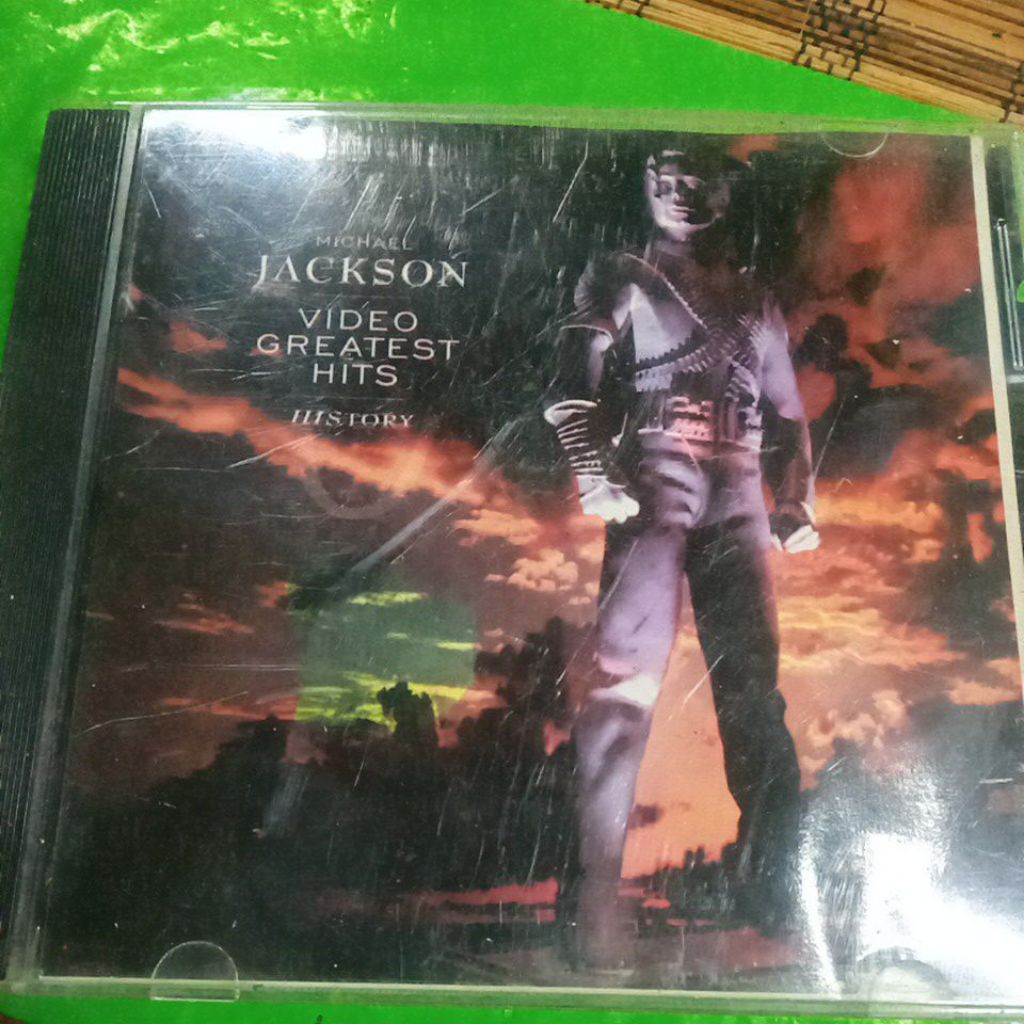 MICHAEL
JACKSON
VIDEO
GREATEST
HITS
HISTORY